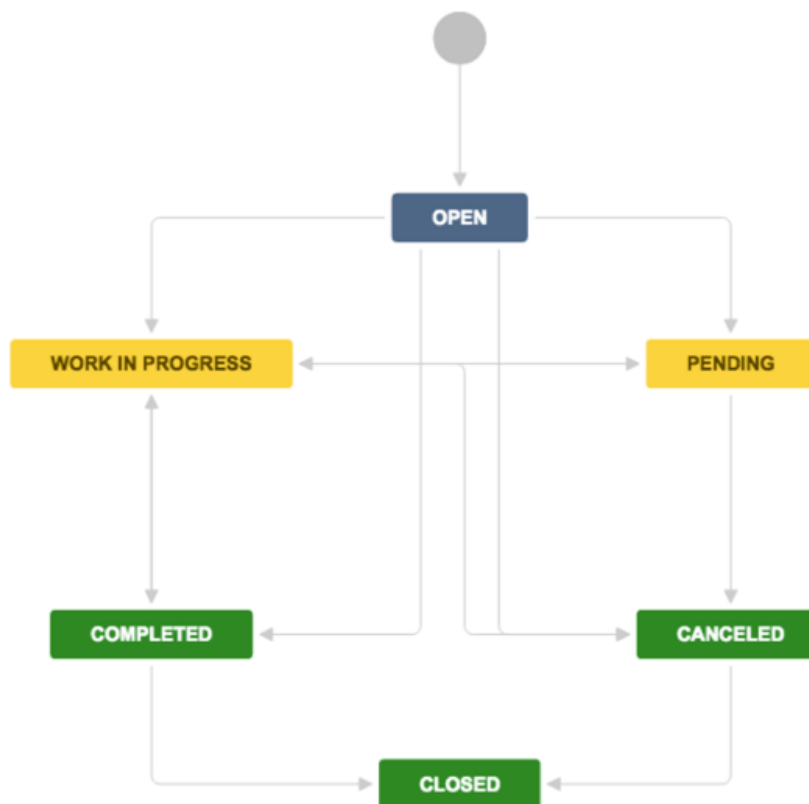 OPEN
WORK IN PROGRESS
PENDING
COMPLETED
CANCELED
CLOSED